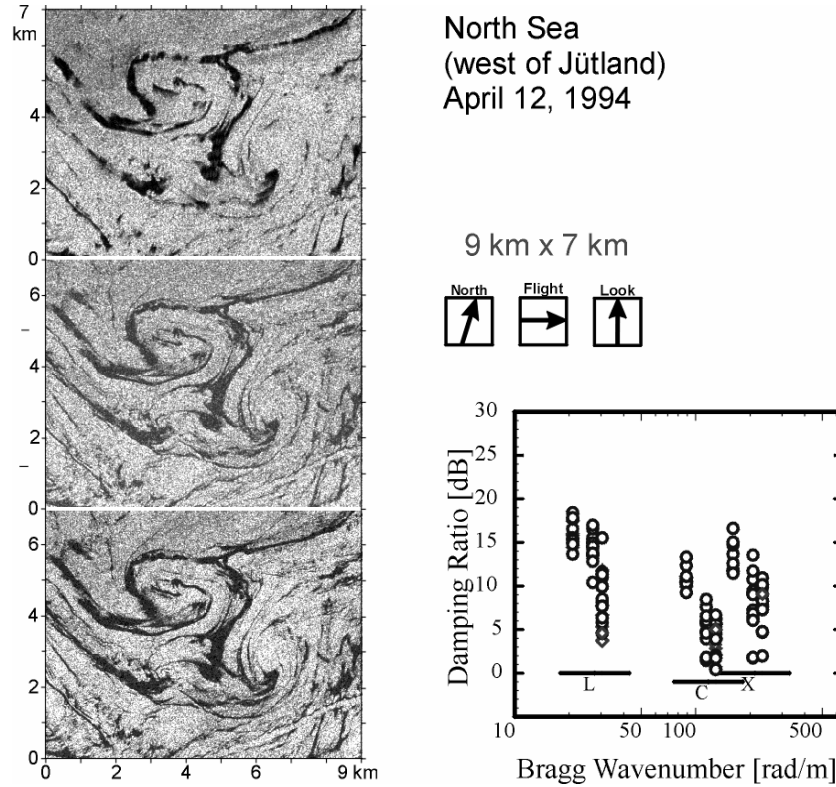 7
km
4
2
0
6
4
2
0
6
4
2
0
0 2 4 6 9 km
North Sea
(west of Jütland)
April 12, 1994
9 km x 7 km
North Flight Look
Damping Ratio [dB]
30
25
20
15
10
5
0
L C X
10 50 100 500
Bragg Wavenumber [rad/m]